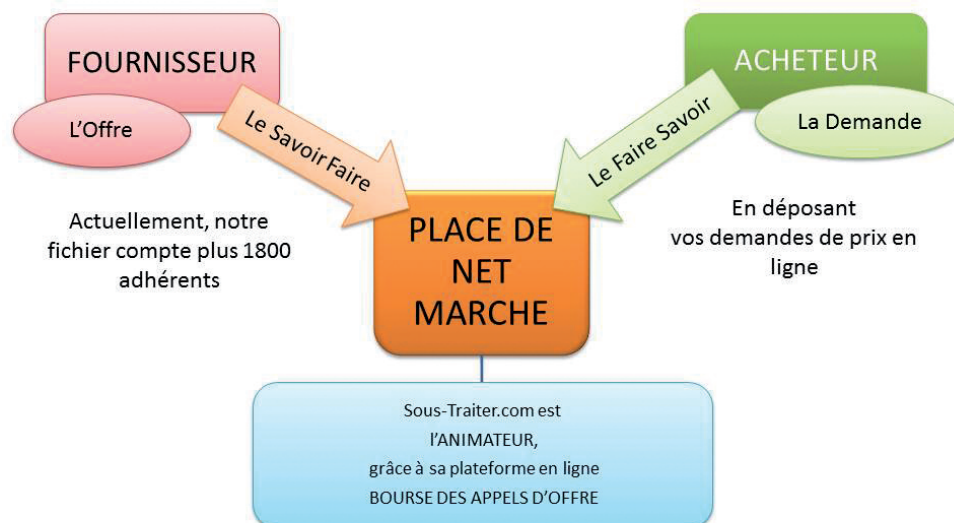 FOURNISSEUR
L'Offre
Le Savoir Faire
Actuellement, notre
fichier compte plus 1800
adhérents
ACHETEUR
La Demande
Le Faire Savoir
En déposant
vos demandes de prix en
ligne
PLACE DE
NET
MARCHE
Sous-Traiter.com est
l'ANIMATEUR,
grâce à sa plateforme en ligne
BOURSE DES APPELS D'OFFRE